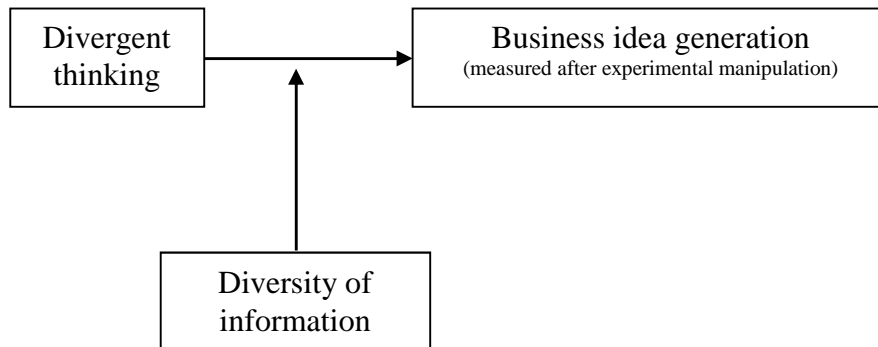 Divergent
thinking
Business idea generation
(measured after experimental manipulation)
Diversity of
information